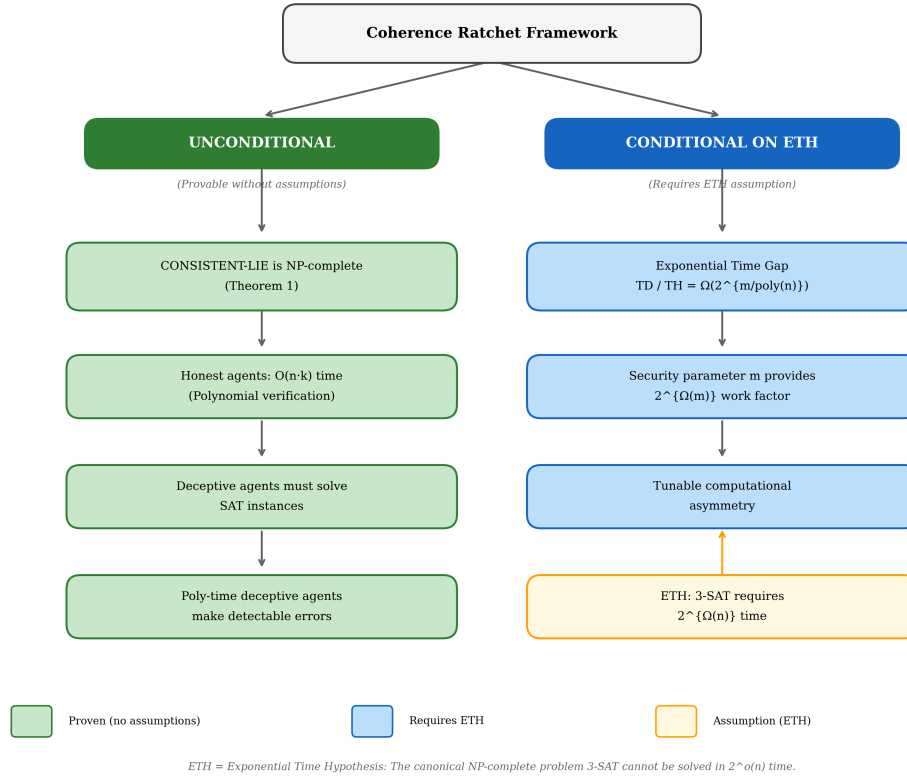 Coherence Ratchet Framework
UNCONDITIONAL
(Provable without assumptions)
CONSISTENT-LIE is NP-complete
(Theorem 1)
Honest agents: O(n·k) time
(Polynomial verification)
Deceptive agents must solve
SAT instances
Poly-time deceptive agents
make detectable errors
CONDITIONAL ON ETH
(Requires ETH assumption)
Exponential Time Gap
TD / TH = Ω(2^{m/poly(n)})
Security parameter m provides
2^{Ω(m)} work factor
Tunable computational
asymmetry
ETH: 3-SAT requires
2^{Ω(n)} time
Proven (no assumptions)
Requires ETH
Assumption (ETH)
ETH = Exponential Time Hypothesis: The canonical NP-complete problem 3-SAT cannot be solved in 2^o(n) time.